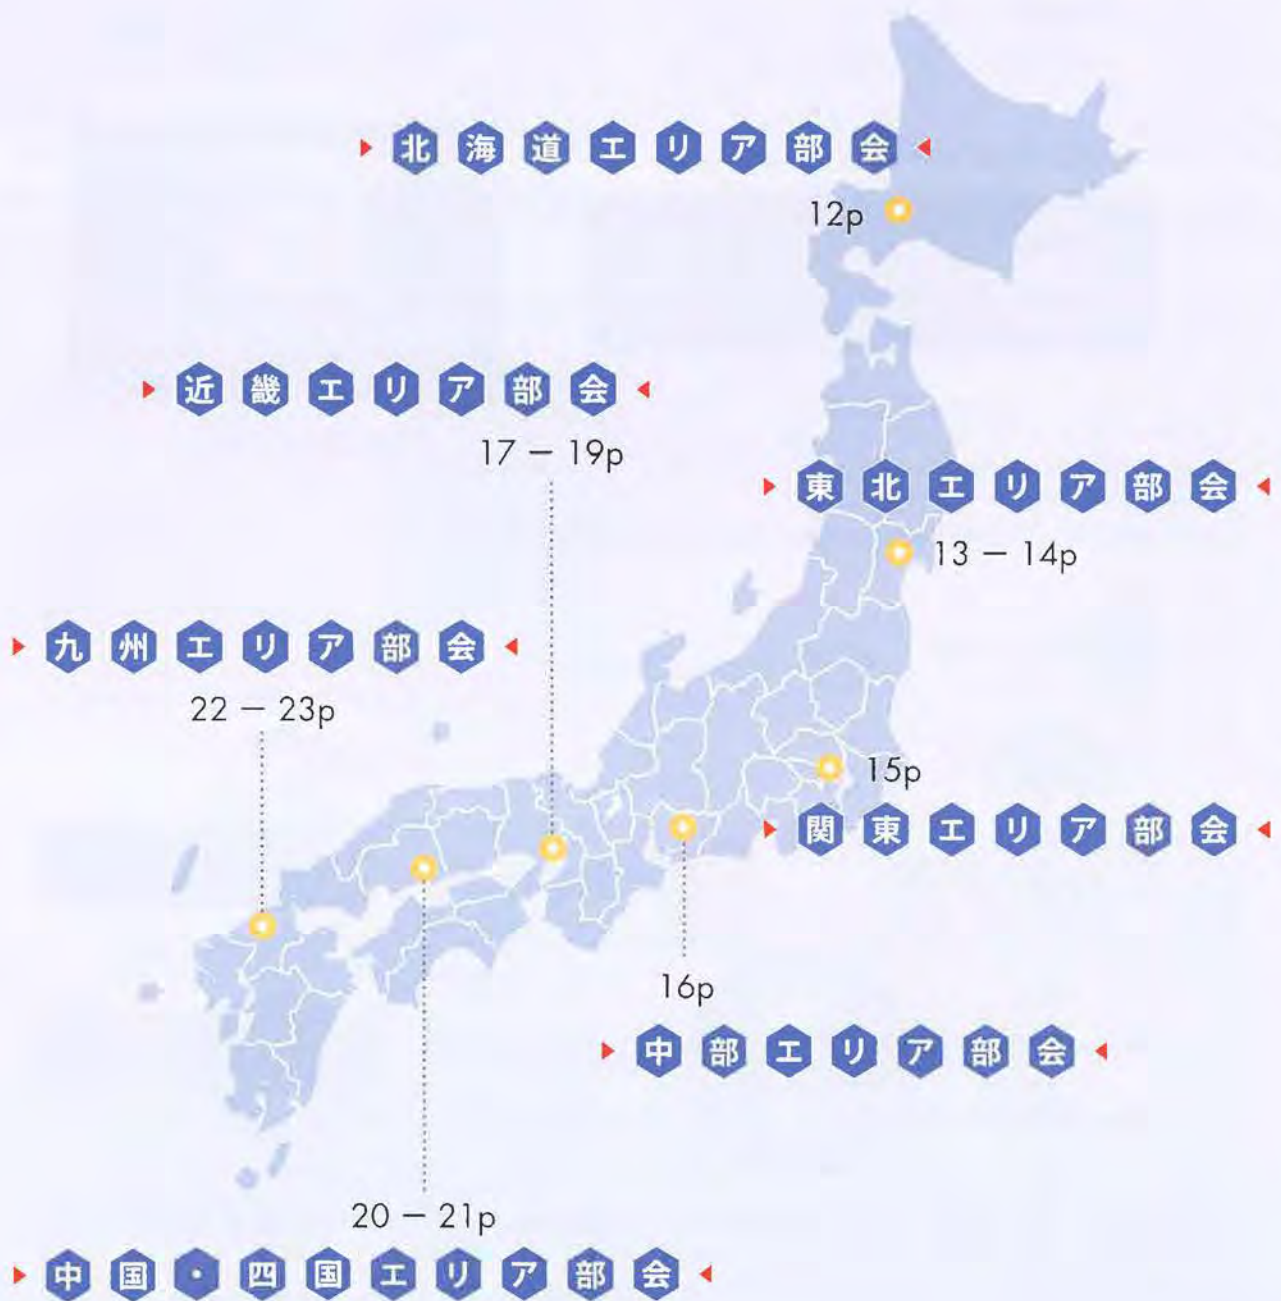 北海道エリア部会
12p
近畿エリア部会
17 − 19p
東北エリア部会
13 − 14p
九州エリア部会
22 − 23p
15p
関東エリア部会
16p
中部エリア部会
20 − 21p
中国・四国エリア部会